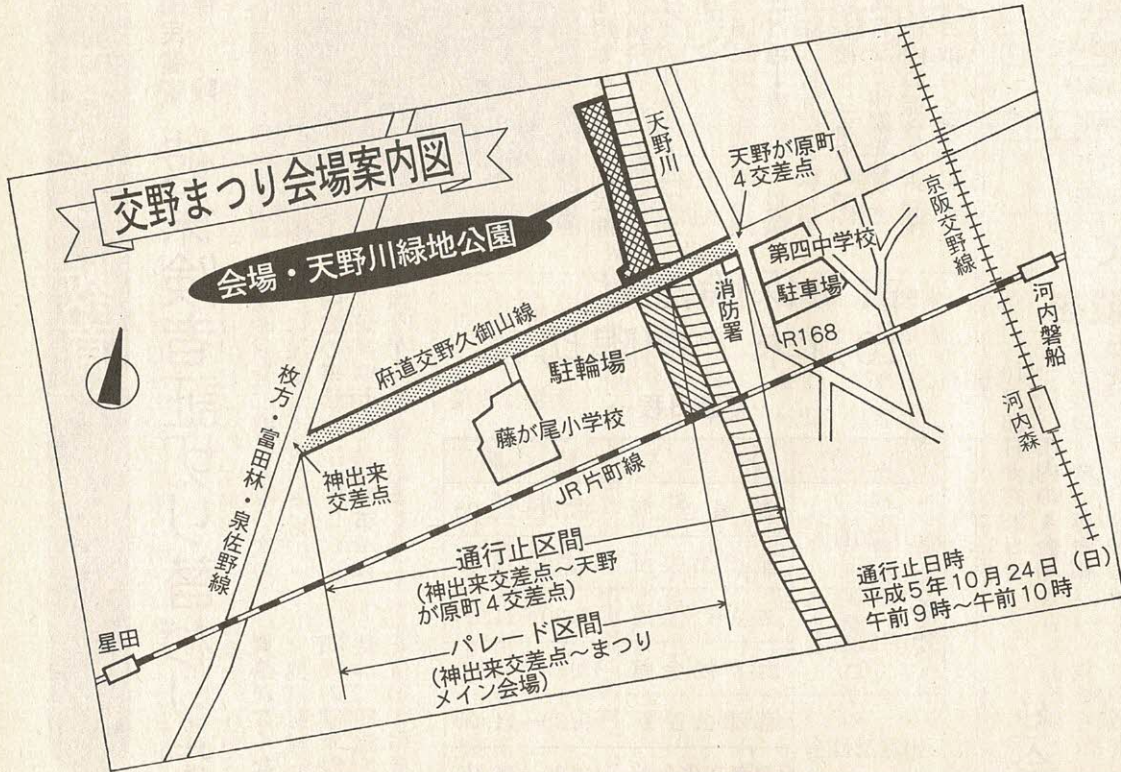 交野まつり会場案内図
会場・天野川緑地公園
天野川
天野が原町
4交差点
京阪交野線
第四中学校
駐車場
消防署
R168
河内磐船
河内森
府道交野久御山線
駐輪場
藤が尾小学校
枚方・富田林・泉佐野線
神出来
交差点
JR片町線
通行止区間
(神出来交差点〜天野
が原町4交差点)
パレード区間
(神出来交差点〜まつり
メイン会場)
星田
通行止日時
平成5年10月24日(日)
午前9時〜午前10時